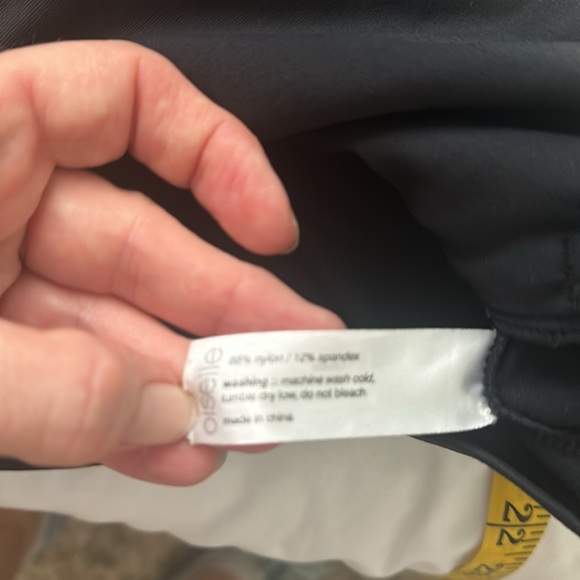 oiselle
88% nylon / 12% spandex
washing :: machine wash cold,
tumble dry low, do not bleach
made in china
22